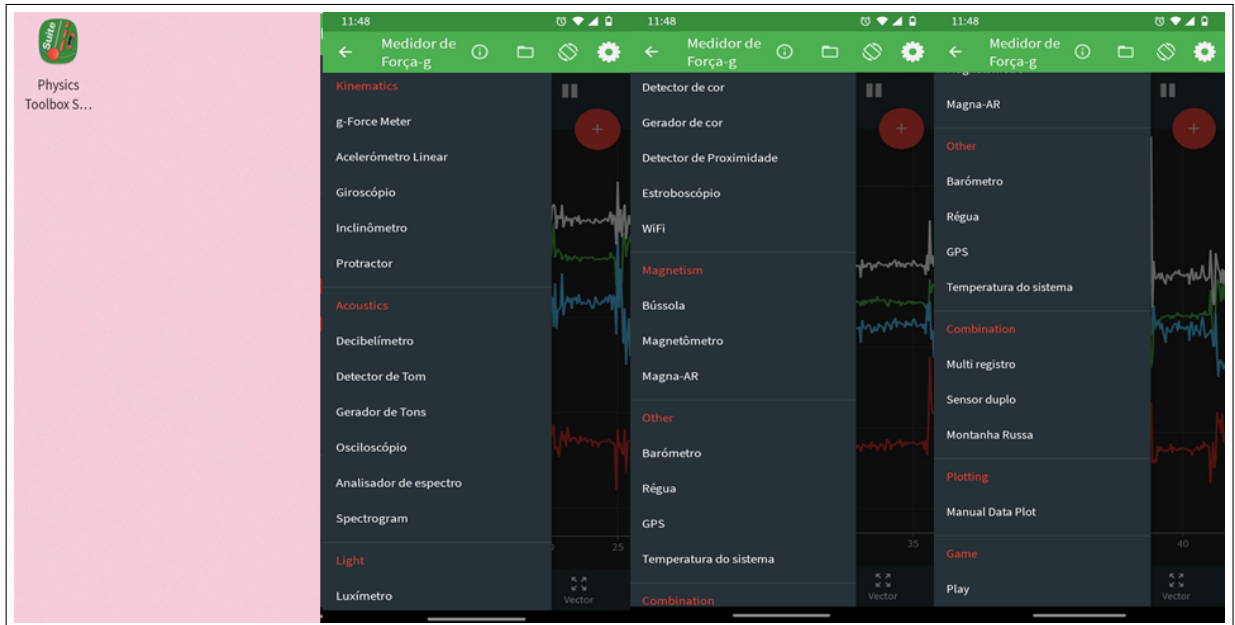 Suite
Physics
Toolbox S...
11:48
Medidor de
Força-g
Kinematics
g-Force Meter
Acelerómetro Linear
Giroscópio
Inclinômetro
Protractor
Acoustics
Decibelímetro
Detector de Tom
Gerador de Tons
Osciloscópio
Analisador de espectro
Spectrogram
Light
Luxímetro
25
Vector
11:48
Medidor de
Força-g
Detector de cor
Gerador de cor
Detector de Proximidade
Estroboscópio
WiFi
Magnetism
Bússola
Magnetômetro
Magna-AR
Other
Barómetro
Régua
GPS
Temperatura do sistema
Combination
35
Vector
11:48
Medidor de
Força-g
Magna-AR
Other
Barómetro
Régua
GPS
Temperatura do sistema
Combination
Multi registro
Sensor duplo
Montanha Russa
Plotting
Manual Data Plot
Game
Play
40
Vector